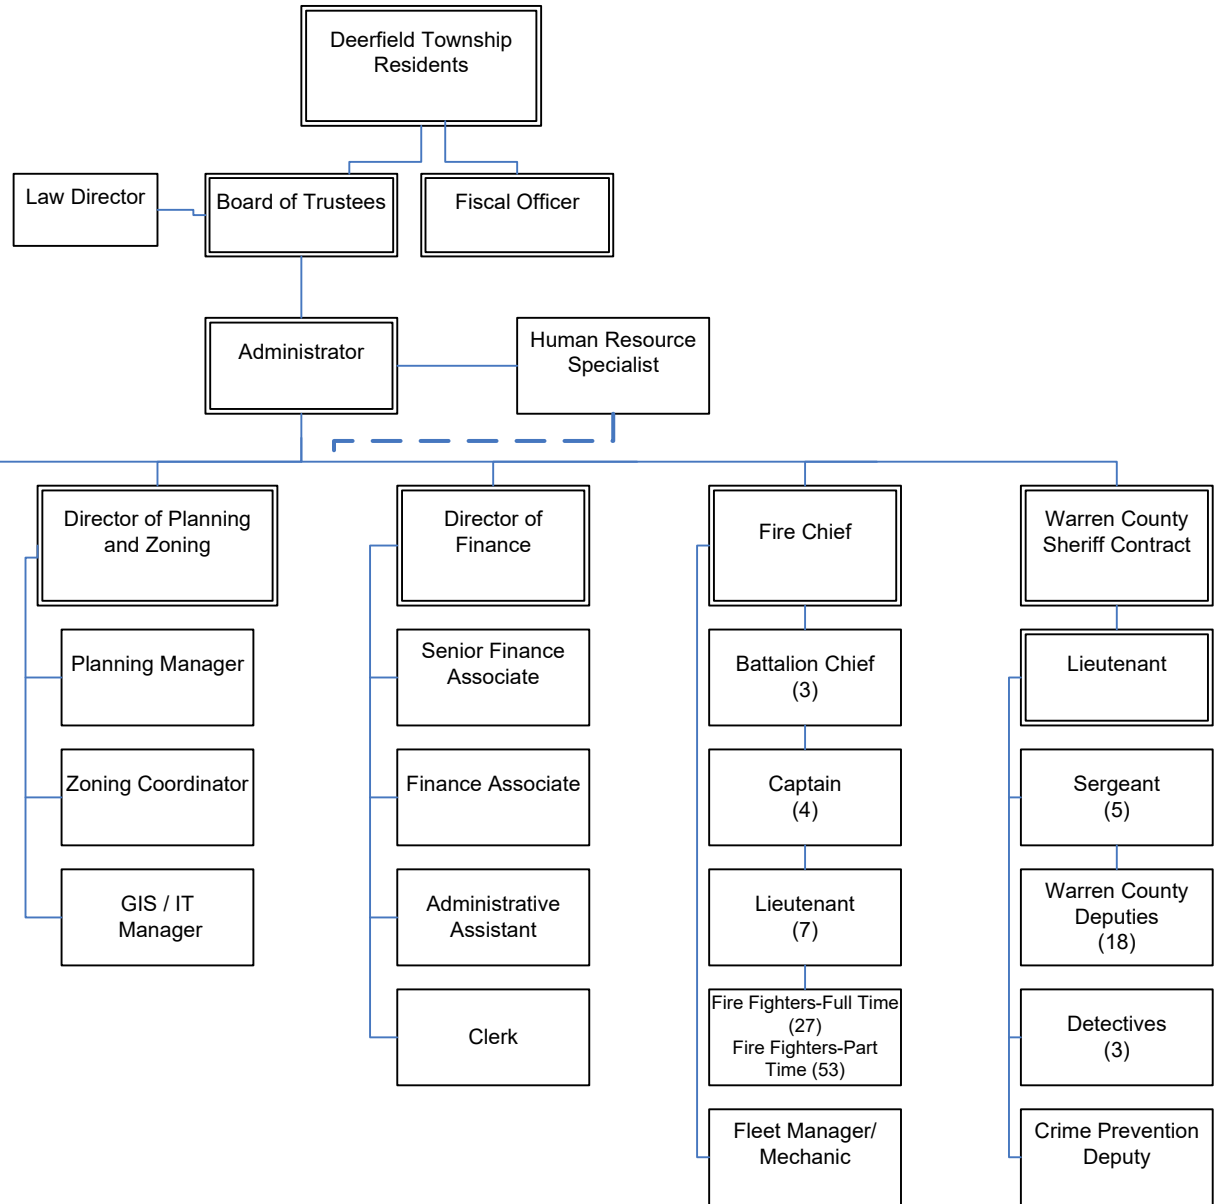 Deerfield Township
Residents
Law Director
Board of Trustees
Fiscal Officer
Administrator
Human Resource
Specialist
Director of Planning
and Zoning
Planning Manager
Zoning Coordinator
GIS / IT
Manager
Director of
Finance
Senior Finance
Associate
Finance Associate
Administrative
Assistant
Clerk
Fire Chief
Battalion Chief
(3)
Captain
(4)
Lieutenant
(7)
Fire Fighters-Full Time
(27)
Fire Fighters-Part
Time (53)
Fleet Manager/
Mechanic
Warren County
Sheriff Contract
Lieutenant
Sergeant
(5)
Warren County
Deputies
(18)
Detectives
(3)
Crime Prevention
Deputy